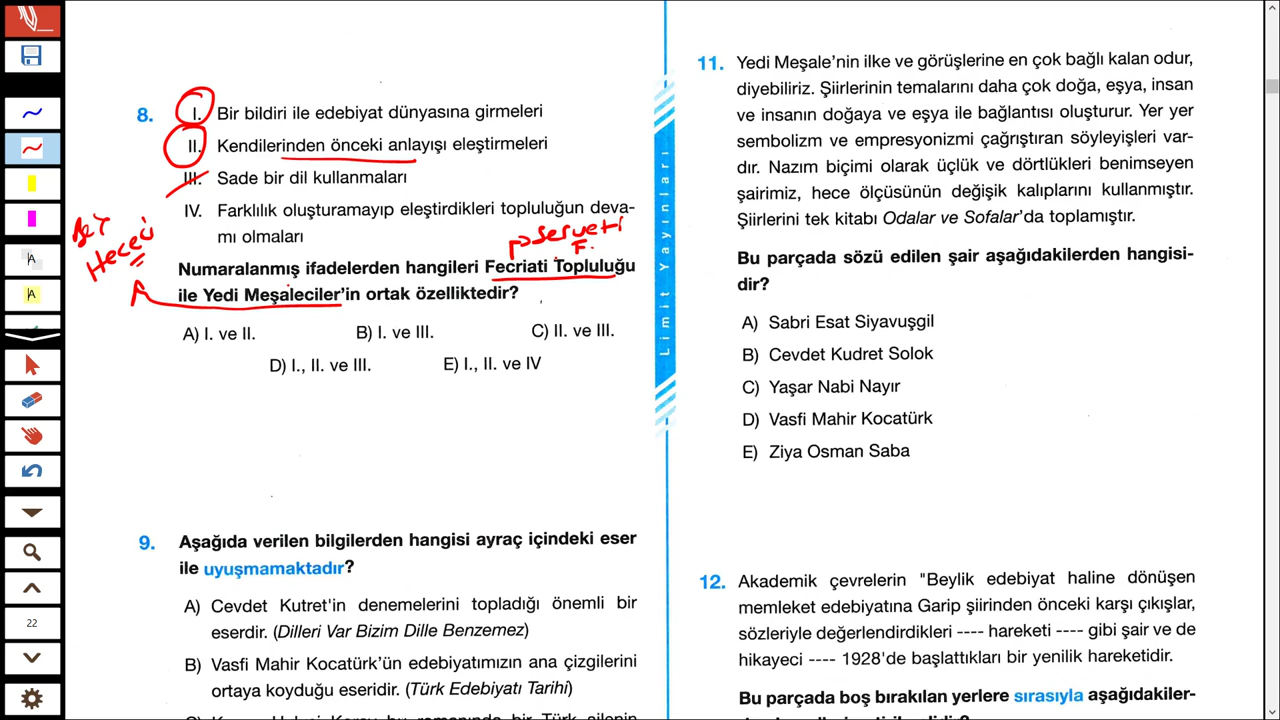 8.
I. Bir bildiri ile edebiyat dünyasına girmeleri
II. Kendilerinden önceki anlayışı eleştirmeleri
III. Sade bir dil kullanmaları
IV. Farklılık oluşturamayıp eleştirdikleri topluluğun deva-
mı olmaları
Beş
Hececi
serveti
F.
Numaralanmış ifadelerden hangileri Fecriati Topluluğu
ile Yedi Meşaleciler'in ortak özelliktedir?
A) I. ve II. B) I. ve III. C) II. ve III.
D) I., II. ve III. E) I., II. ve IV
9. Aşağıda verilen bilgilerden hangisi ayraç içindeki eser
ile uyuşmamaktadır?
A) Cevdet Kutret'in denemelerini topladığı önemli bir
eserdir. (Dilleri Var Bizim Dille Benzemez)
B) Vasfi Mahir Kocatürk'ün edebiyatımızın ana çizgilerini
ortaya koyduğu eseridir. (Türk Edebiyatı Tarihi)
Limit Yayınları
11. Yedi Meşale'nin ilke ve görüşlerine en çok bağlı kalan odur,
diyebiliriz. Şiirlerinin temalarını daha çok doğa, eşya, insan
ve insanın doğaya ve eşya ile bağlantısı oluşturur. Yer yer
sembolizm ve empresyonizmi çağrıştıran söyleyişleri var-
dır. Nazım biçimi olarak üçlük ve dörtlükleri benimseyen
şairimiz, hece ölçüsünün değişik kalıplarını kullanmıştır.
Şiirlerini tek kitabı Odalar ve Sofalar'da toplamıştır.
Bu parçada sözü edilen şair aşağıdakilerden hangisi-
dir?
A) Sabri Esat Siyavuşgil
B) Cevdet Kudret Solok
C) Yaşar Nabi Nayır
D) Vasfi Mahir Kocatürk
E) Ziya Osman Saba
12. Akademik çevrelerin "Beylik edebiyat haline dönüşen
memleket edebiyatına Garip şiirinden önceki karşı çıkışlar,
sözleriyle değerlendirdikleri ---- hareketi ---- gibi şair ve de
hikayeci ---- 1928'de başlattıkları bir yenilik hareketidir.
Bu parçada boş bırakılan yerlere sırasıyla aşağıdakiler-
A
A
22